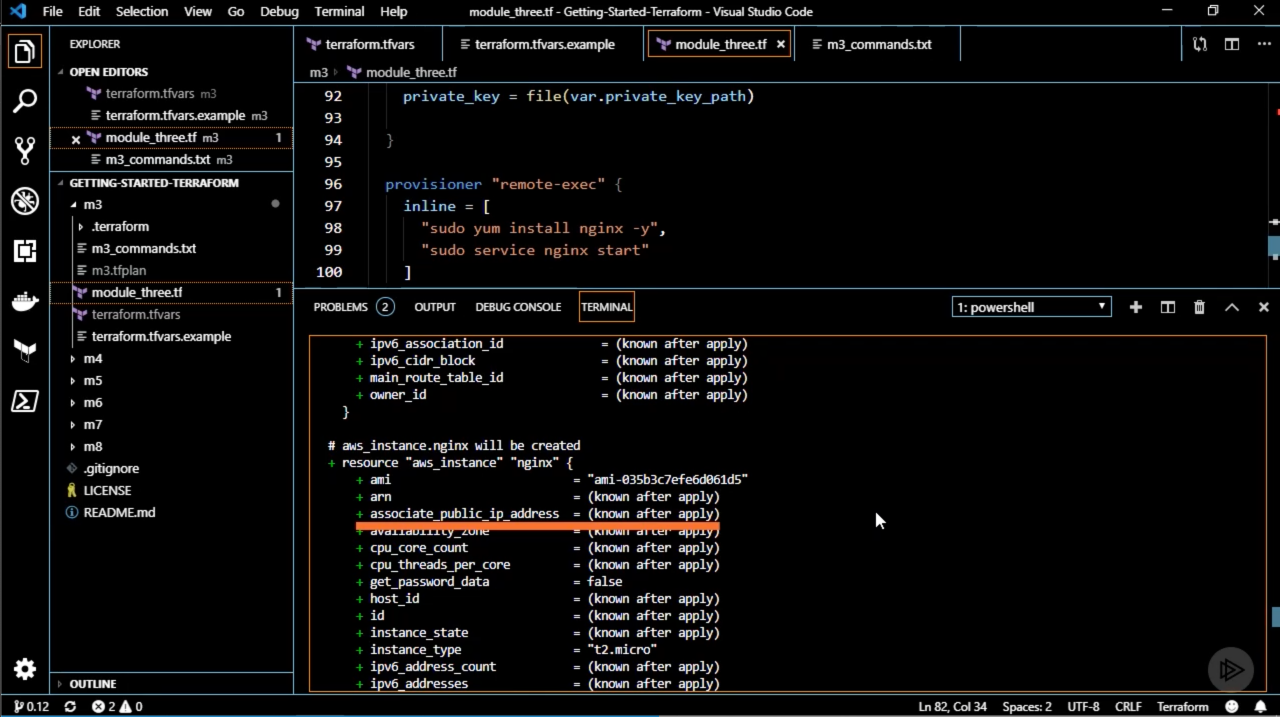 File Edit Selection View Go Debug Terminal Help module_three.tf - Getting-Started-Terraform - Visual Studio Code
EXPLORER
OPEN EDITORS
terraform.tfvars m3
terraform.tfvars.example m3
module_three.tf m3 1
m3_commands.txt m3
GETTING-STARTED-TERRAFORM
m3
.terraform
m3_commands.txt
m3.tfplan
module_three.tf 1
terraform.tfvars
terraform.tfvars.example
m4
m5
m6
m7
m8
.gitignore
LICENSE
README.md
OUTLINE
terraform.tfvars terraform.tfvars.example module_three.tf m3_commands.txt
m3 module_three.tf
92 private_key = file(var.private_key_path)
93
94 }
95
96 provisioner "remote-exec" {
97 inline = [
98 "sudo yum install nginx -y",
99 "sudo service nginx start"
100 ]
PROBLEMS 2 OUTPUT DEBUG CONSOLE TERMINAL 1: powershell
+ ipv6_association_id = (known after apply)
+ ipv6_cidr_block = (known after apply)
+ main_route_table_id = (known after apply)
+ owner_id = (known after apply)
}
# aws_instance.nginx will be created
+ resource "aws_instance" "nginx" {
+ ami = "ami-035b3c7efe6d061d5"
+ arn = (known after apply)
+ associate_public_ip_address = (known after apply)
+ availability_zone = (known after apply)
+ cpu_core_count = (known after apply)
+ cpu_threads_per_core = (known after apply)
+ get_password_data = false
+ host_id = (known after apply)
+ id = (known after apply)
+ instance_state = (known after apply)
+ instance_type = "t2.micro"
+ ipv6_address_count = (known after apply)
+ ipv6_addresses = (known after apply)
0.12 2 0 Ln 82, Col 34 Spaces: 2 UTF-8 CRLF Terraform